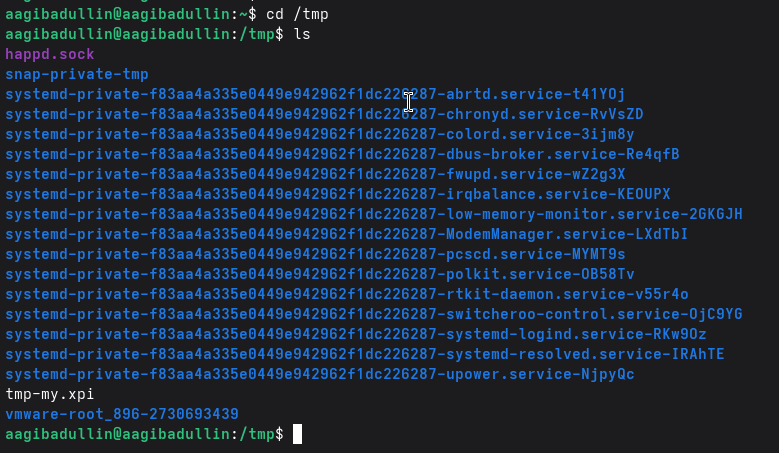 aagibadullin@aagibadullin:~$ cd /tmp
aagibadullin@aagibadullin:/tmp$ ls
happd.sock
snap-private-tmp
systemd-private-f83aa4a335e0449e942962f1dc226287-abrtd.service-t41YOj
systemd-private-f83aa4a335e0449e942962f1dc226287-chronyd.service-RvVsZD
systemd-private-f83aa4a335e0449e942962f1dc226287-colord.service-3ijm8y
systemd-private-f83aa4a335e0449e942962f1dc226287-dbus-broker.service-Re4qfB
systemd-private-f83aa4a335e0449e942962f1dc226287-fwupd.service-wZ2g3X
systemd-private-f83aa4a335e0449e942962f1dc226287-irqbalance.service-KEOUPX
systemd-private-f83aa4a335e0449e942962f1dc226287-low-memory-monitor.service-2GKGJH
systemd-private-f83aa4a335e0449e942962f1dc226287-ModemManager.service-LXdTbI
systemd-private-f83aa4a335e0449e942962f1dc226287-pcscd.service-MYMT9s
systemd-private-f83aa4a335e0449e942962f1dc226287-polkit.service-OB58Tv
systemd-private-f83aa4a335e0449e942962f1dc226287-rtkit-daemon.service-v55r4o
systemd-private-f83aa4a335e0449e942962f1dc226287-switcheroo-control.service-OjC9YG
systemd-private-f83aa4a335e0449e942962f1dc226287-systemd-logind.service-RKw9Oz
systemd-private-f83aa4a335e0449e942962f1dc226287-systemd-resolved.service-IRAhTE
systemd-private-f83aa4a335e0449e942962f1dc226287-upower.service-NjpyQc
tmp-my.xpi
vmware-root_896-2730693439
aagibadullin@aagibadullin:/tmp$